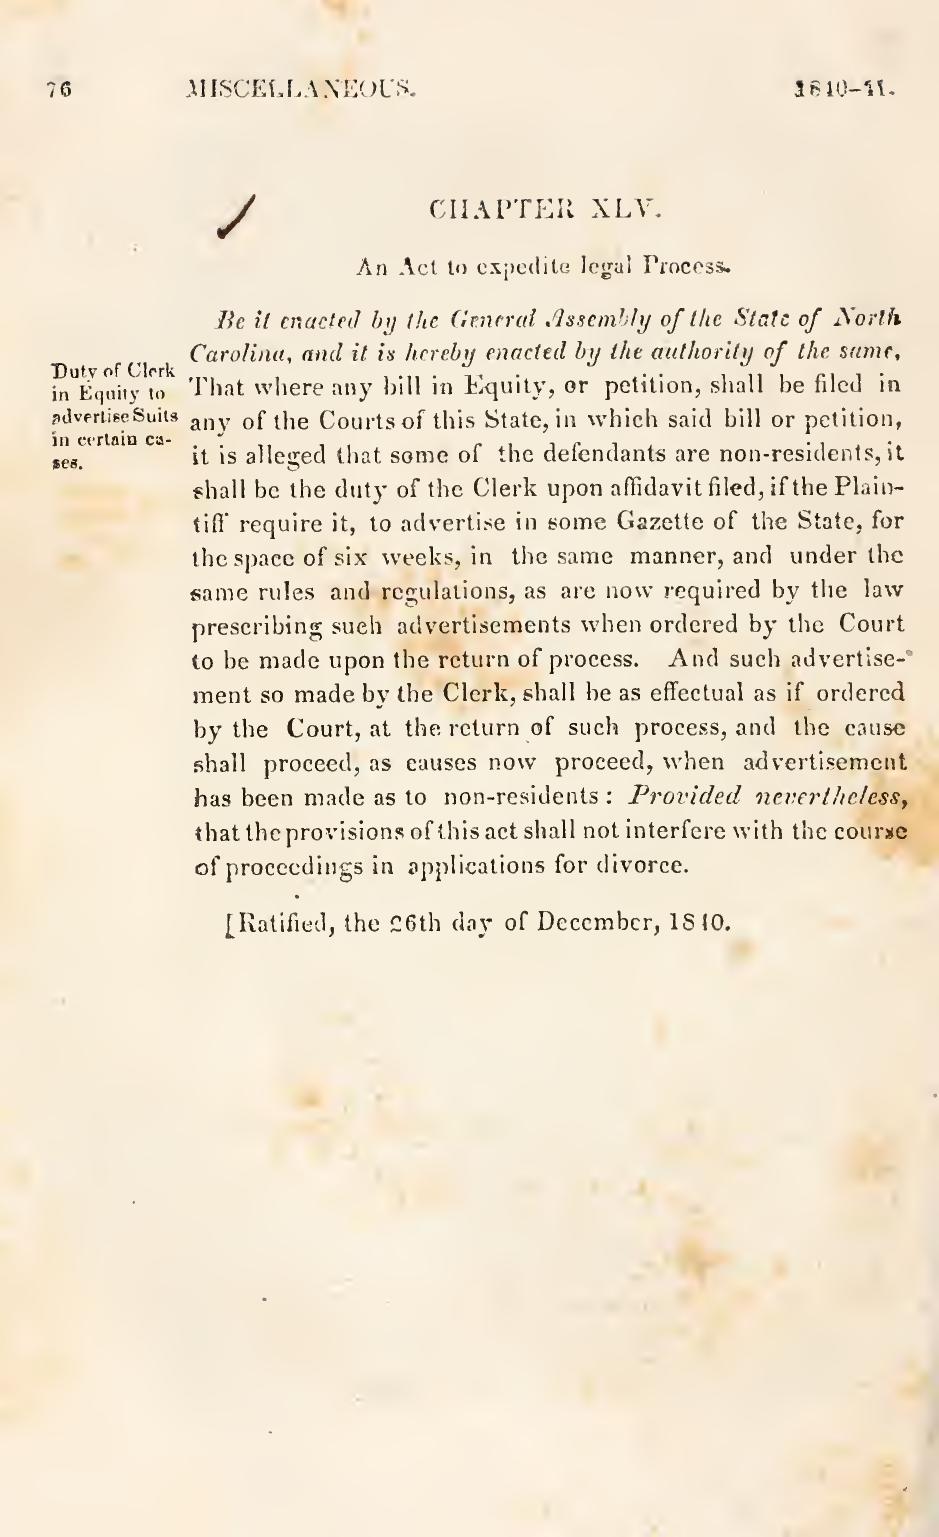 76 MISCELLANEOUS. 1840-41.
CHAPTER XLV.
An Act to expedite legal Process.
Be it enacted by the General Assembly of the State of North
Carolina, and it is hereby enacted by the authority of the same,
Duty of Clerk
in Equity to
advertise Suits
in certain ca-
ses.
That where any bill in Equity, or petition, shall be filed in
any of the Courts of this State, in which said bill or petition,
it is alleged that some of the defendants are non-residents, it
shall be the duty of the Clerk upon affidavit filed, if the Plain-
tiff require it, to advertise in some Gazette of the State, for
the space of six weeks, in the same manner, and under the
same rules and regulations, as are now required by the law
prescribing such advertisements when ordered by the Court
to be made upon the return of process. And such advertise-
ment so made by the Clerk, shall be as effectual as if ordered
by the Court, at the return of such process, and the cause
shall proceed, as causes now proceed, when advertisement
has been made as to non-residents: Provided nevertheless,
that the provisions of this act shall not interfere with the course
of proceedings in applications for divorce.
[Ratified, the 26th day of December, 1840.